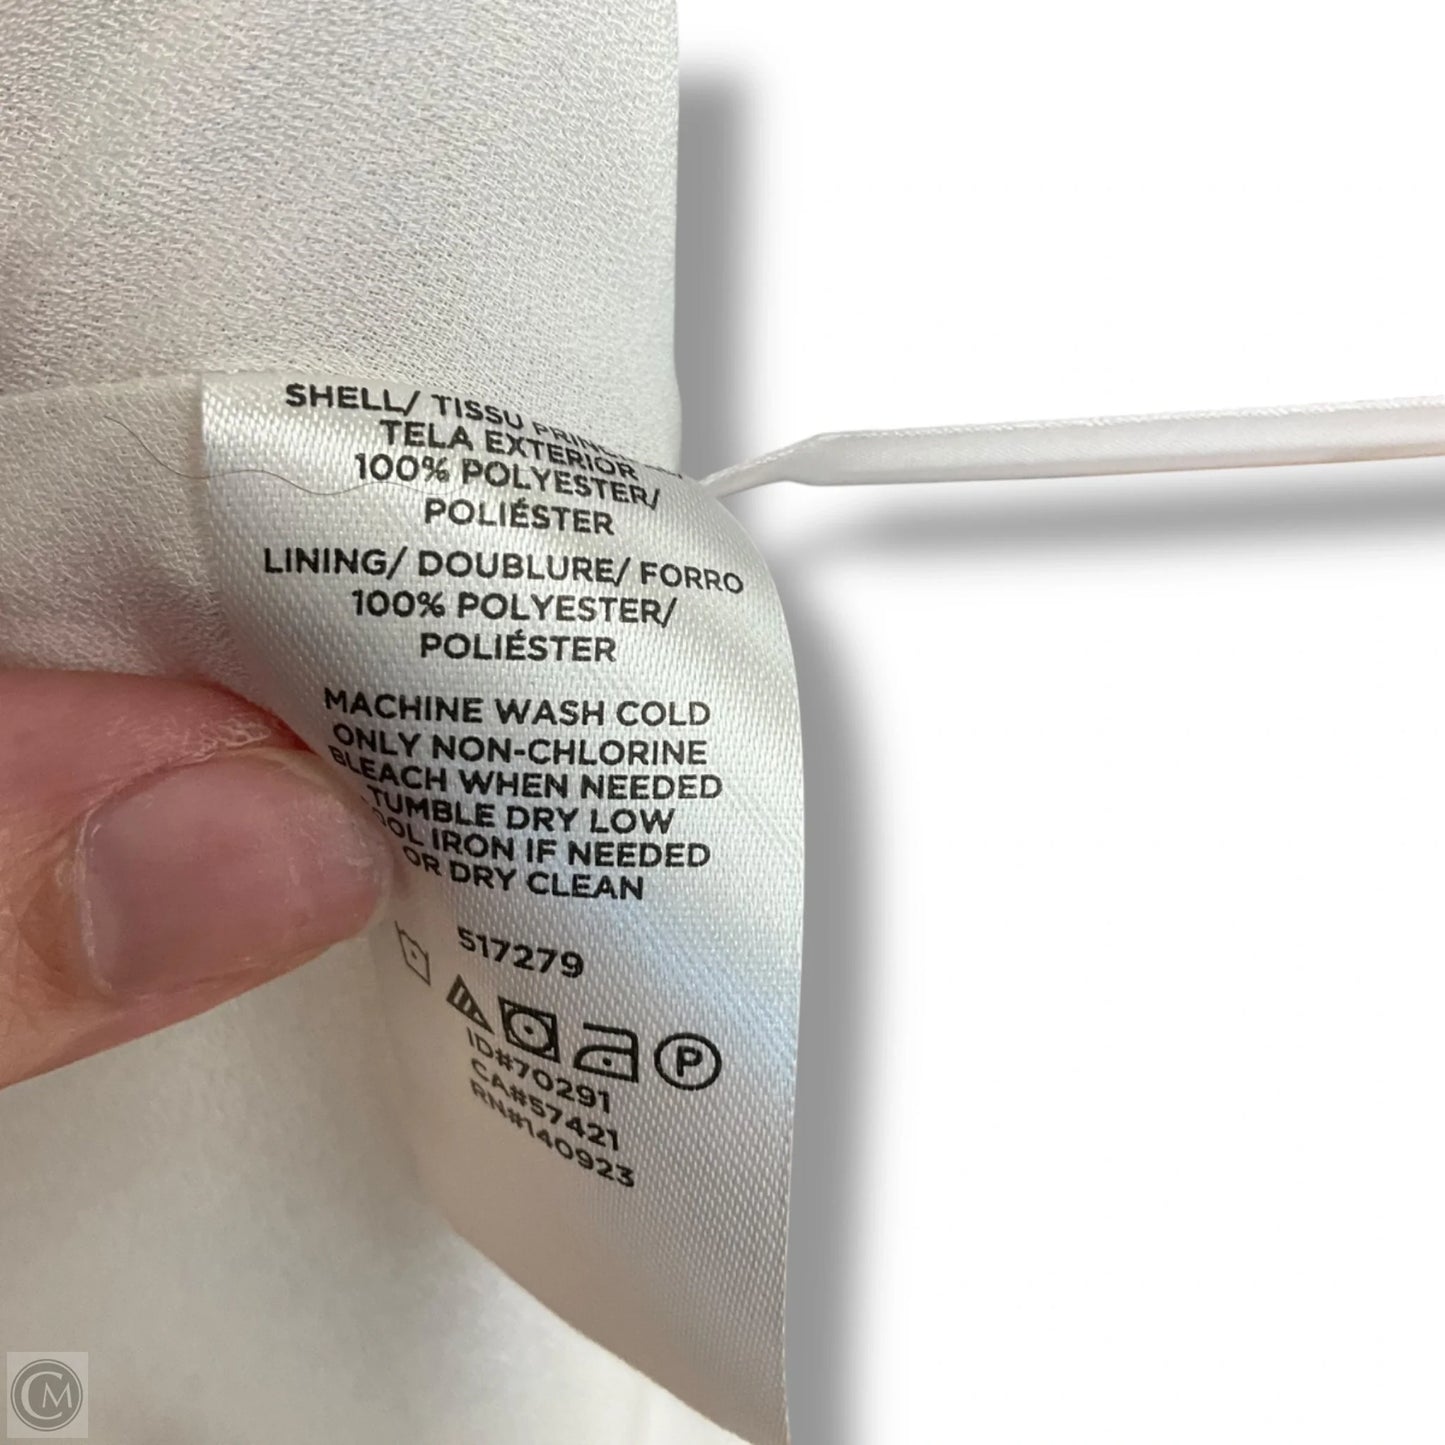 SHELL/ TISSU
TELA EXTERIOR
100% POLYESTER/
POLIÉSTER
LINING/ DOUBLURE/ FORRO
100% POLYESTER/
POLIÉSTER
MACHINE WASH COLD
ONLY NON-CHLORINE
BLEACH WHEN NEEDED
TUMBLE DRY LOW
IRON IF NEEDED
OR DRY CLEAN
517279
P
ID#70291
CA#57421
RN#140923
CM